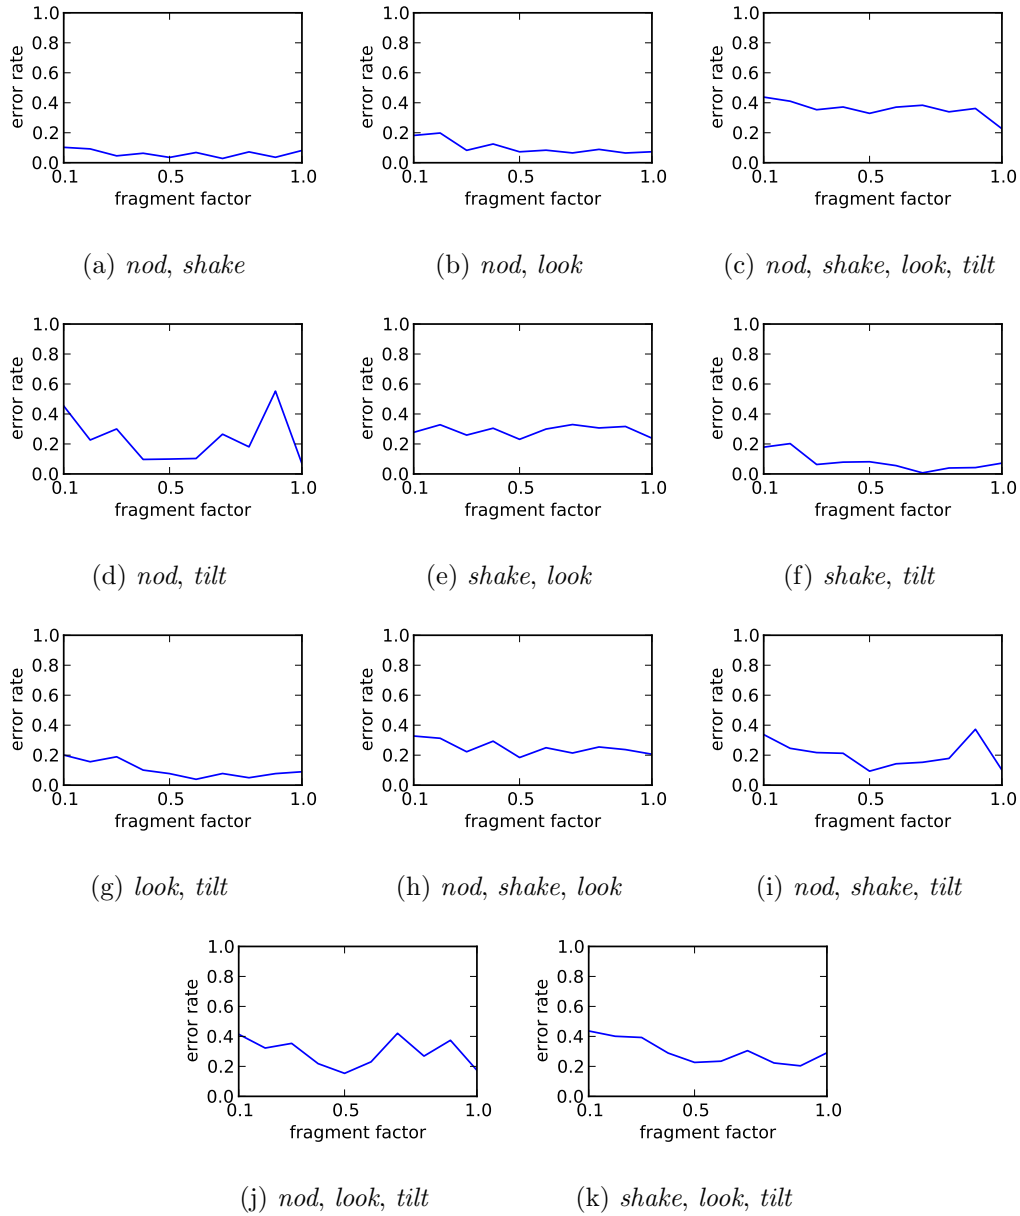 1.0 1.0 1.0
0.8 0.8 0.8
0.6 0.6 0.6
0.4 0.4 0.4
0.2 0.2 0.2
0.0 0.0 0.0
error rate error rate error rate
0.1 0.5 1.0 0.1 0.5 1.0 0.1 0.5 1.0
fragment factor fragment factor fragment factor
(a) nod, shake (b) nod, look (c) nod, shake, look, tilt
1.0 1.0 1.0
0.8 0.8 0.8
0.6 0.6 0.6
0.4 0.4 0.4
0.2 0.2 0.2
0.0 0.0 0.0
error rate error rate error rate
0.1 0.5 1.0 0.1 0.5 1.0 0.1 0.5 1.0
fragment factor fragment factor fragment factor
(d) nod, tilt (e) shake, look (f) shake, tilt
1.0 1.0 1.0
0.8 0.8 0.8
0.6 0.6 0.6
0.4 0.4 0.4
0.2 0.2 0.2
0.0 0.0 0.0
error rate error rate error rate
0.1 0.5 1.0 0.1 0.5 1.0 0.1 0.5 1.0
fragment factor fragment factor fragment factor
(g) look, tilt (h) nod, shake, look (i) nod, shake, tilt
1.0 1.0
0.8 0.8
0.6 0.6
0.4 0.4
0.2 0.2
0.0 0.0
error rate error rate
0.1 0.5 1.0 0.1 0.5 1.0
fragment factor fragment factor
(j) nod, look, tilt (k) shake, look, tilt